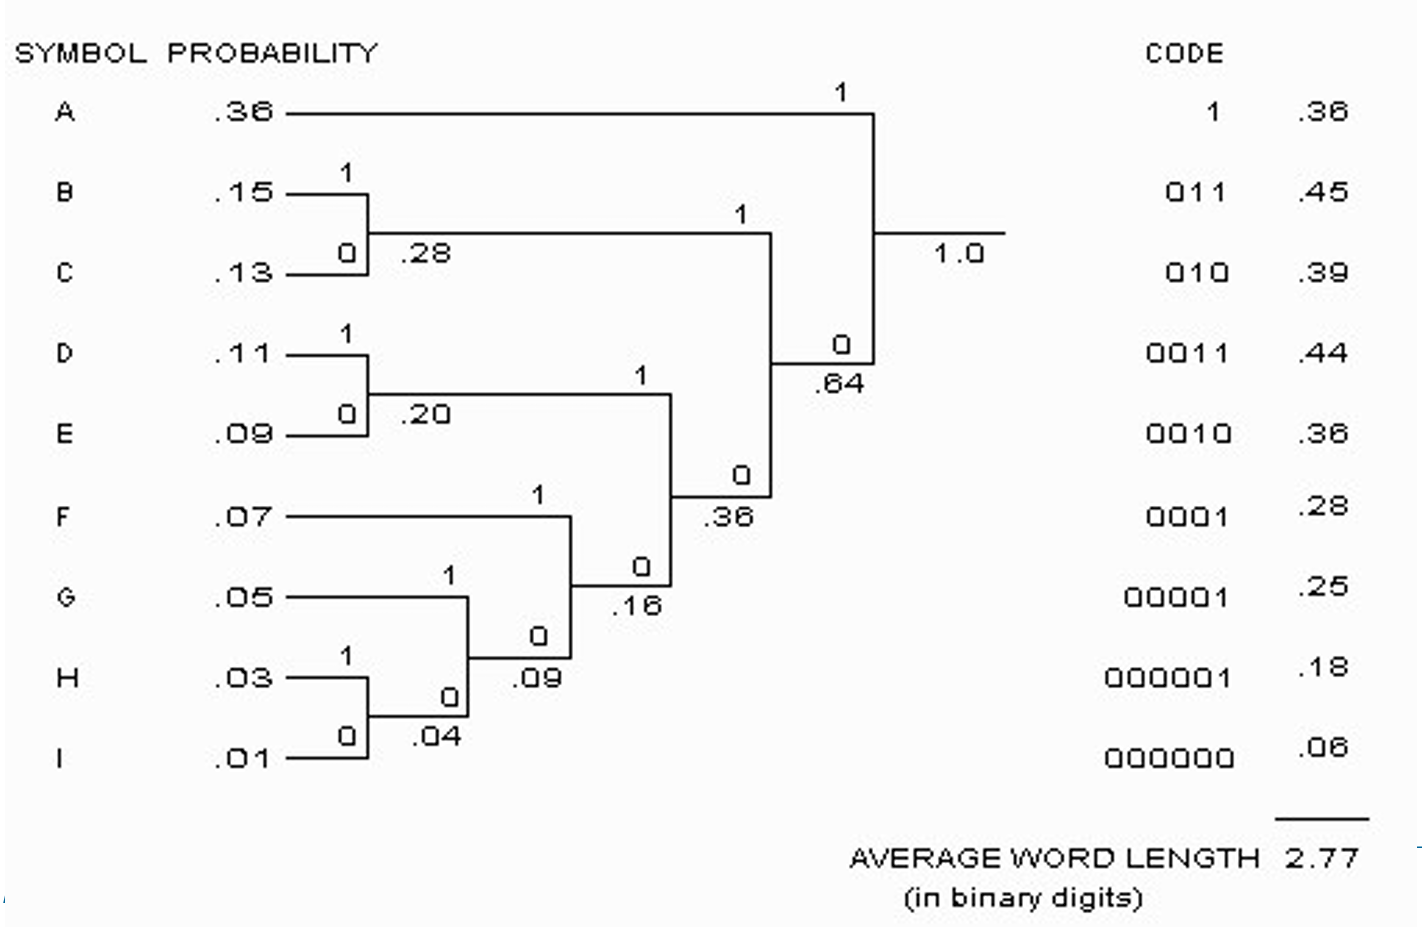 SYMBOL PROBABILITY CODE
1
A .36 1 .36
1
B .15 011 .45
1
0 .28 1.0
C .13 010 .39
1 0
D .11 0011 .44
1 .64
0 .20
E .09 0010 .36
0
1 .28
F .07 .36 0001
0
1 .25
G .05 .16 00001
0
1 .18
H .03 .09 000001
0
0 .04 .06
I .01 000000
AVERAGE WORD LENGTH 2.77
(in binary digits)